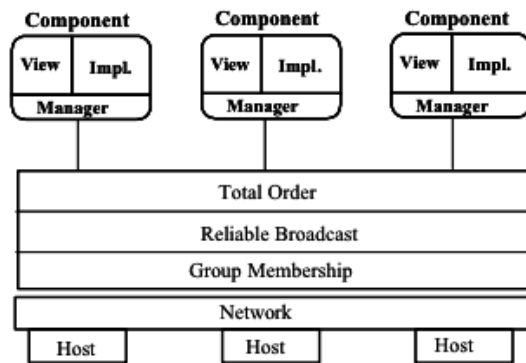 Component Component Component
View Impl. View Impl. View Impl.
Manager Manager Manager
Total Order
Reliable Broadcast
Group Membership
Network
Host Host Host